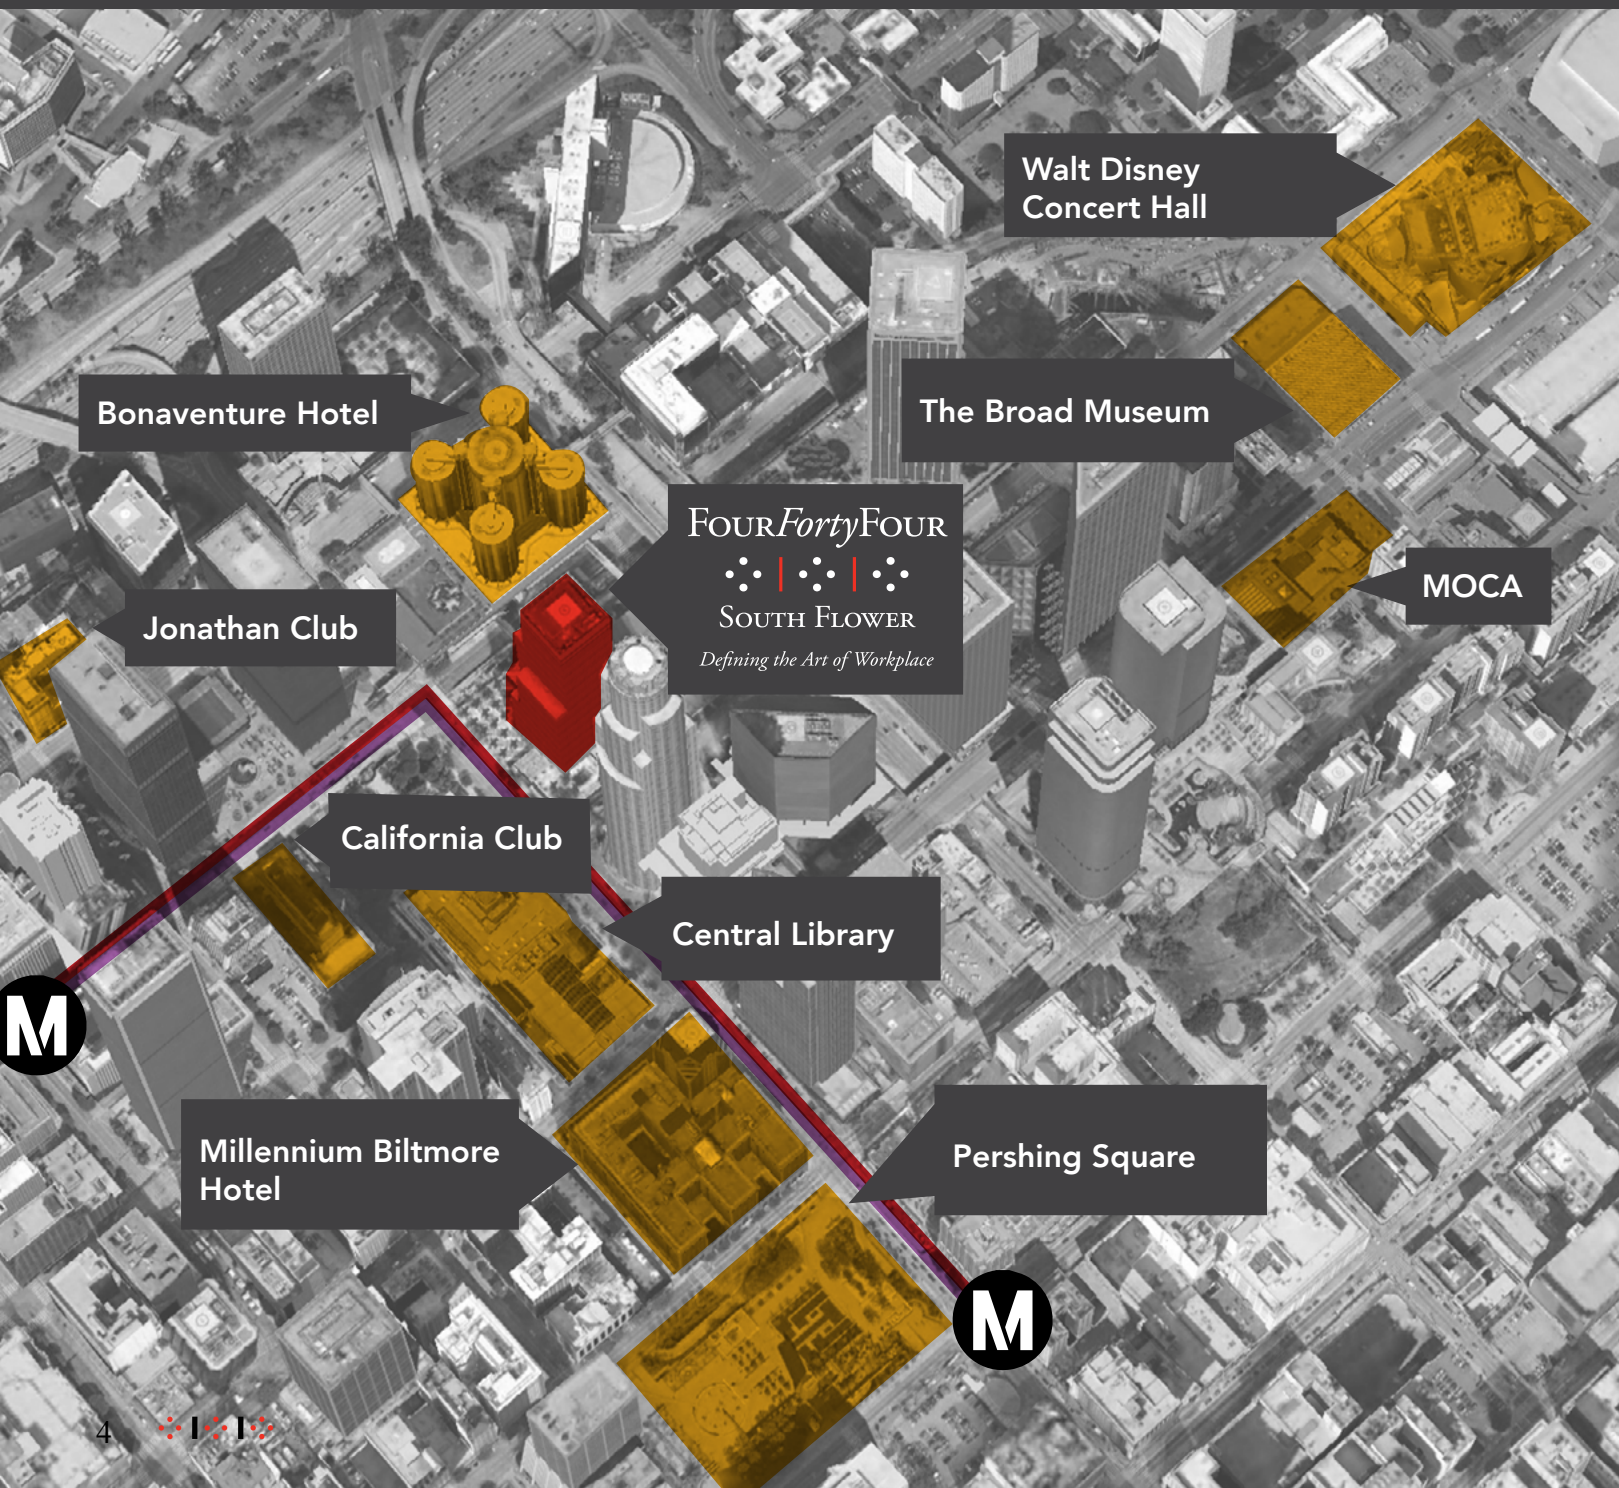 Walt Disney
Concert Hall
The Broad Museum
Bonaventure Hotel
FourFortyFour
South Flower
Defining the Art of Workplace
MOCA
Jonathan Club
California Club
Central Library
M
Millennium Biltmore
Hotel
Pershing Square
M
4